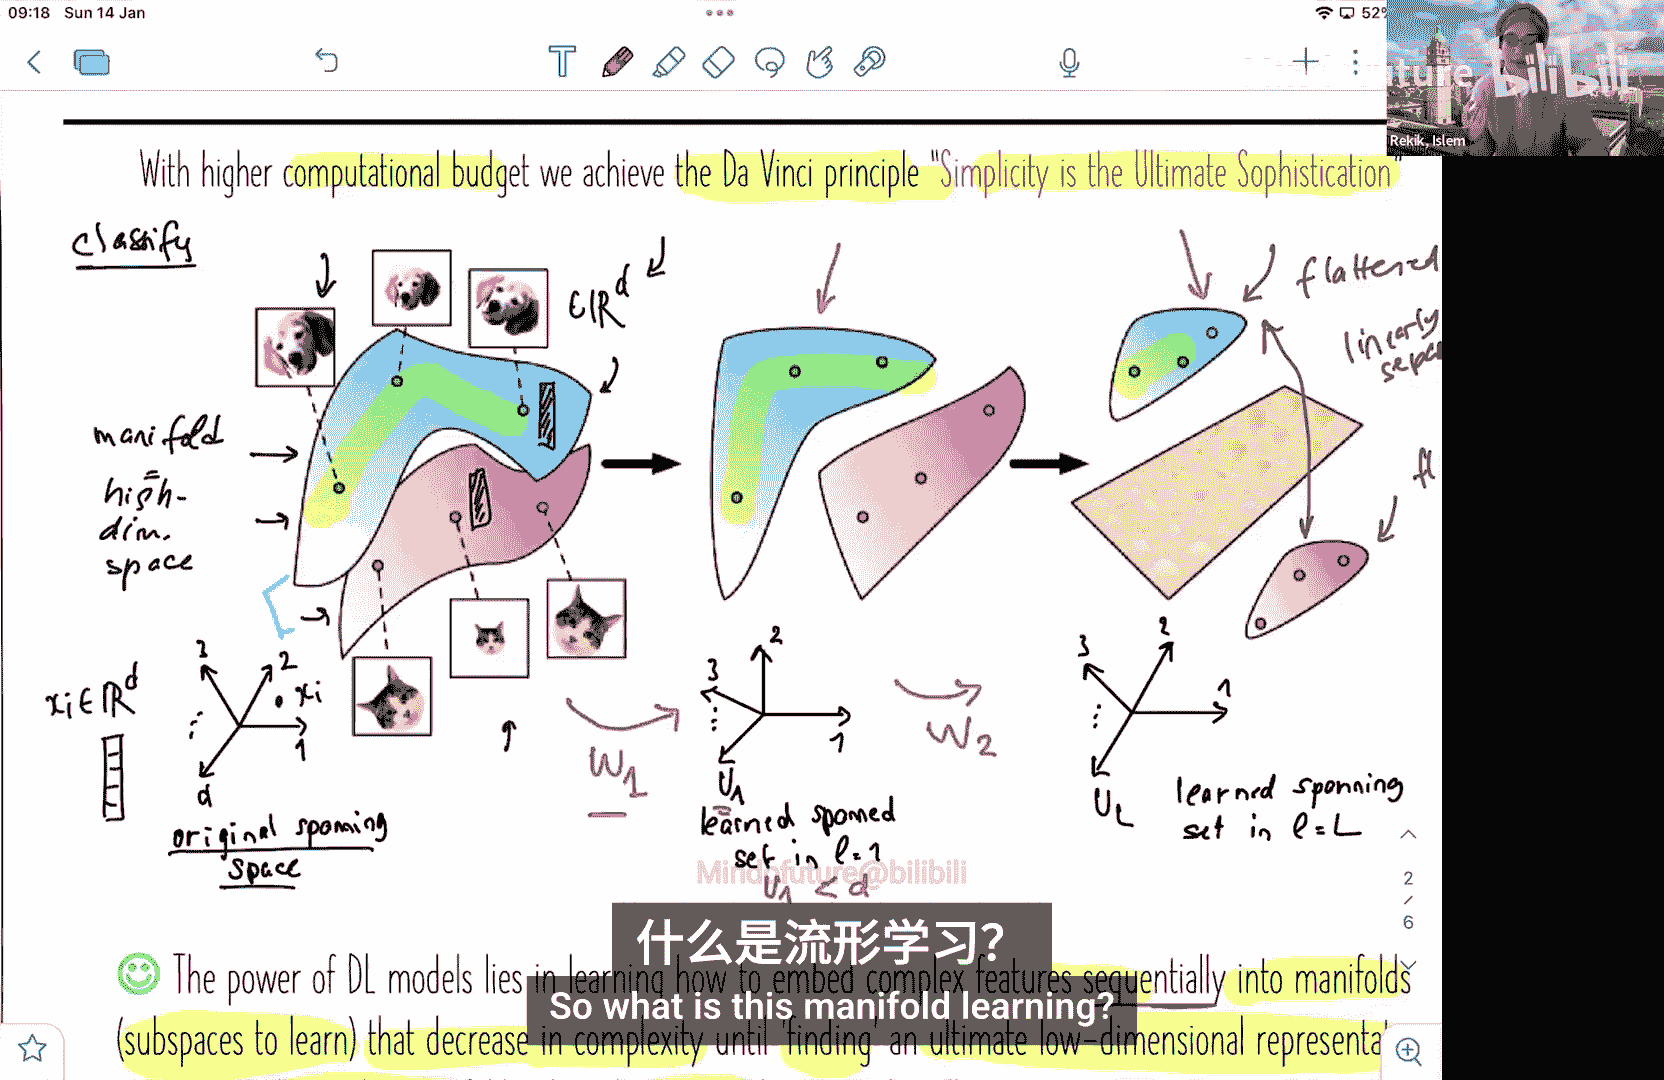 09:18 Sun 14 Jan
52%
ture bilibili
Rekik, Islem
With higher computational budget we achieve the Da Vinci principle "Simplicity is the Ultimate Sophistication"
classify
∈ℝᵈ
flattened
linearly
manifold
high-
dim.
space
fl
xi∈ℝᵈ
3
2
xi
1
d
original spanning
space
W1
3
2
1
U1
learned spanned
set in l=1
U1 < d
W2
3
2
1
UL
learned spanning
set in l=L
Mindofuture@bilibili
2
/
6
什么是流形学习？
The power of DL models lies in learning how to embed complex features sequentially into manifolds
So what is this manifold learning?
(subspaces to learn) that decrease in complexity until 'finding' an ultimate low-dimensional representa